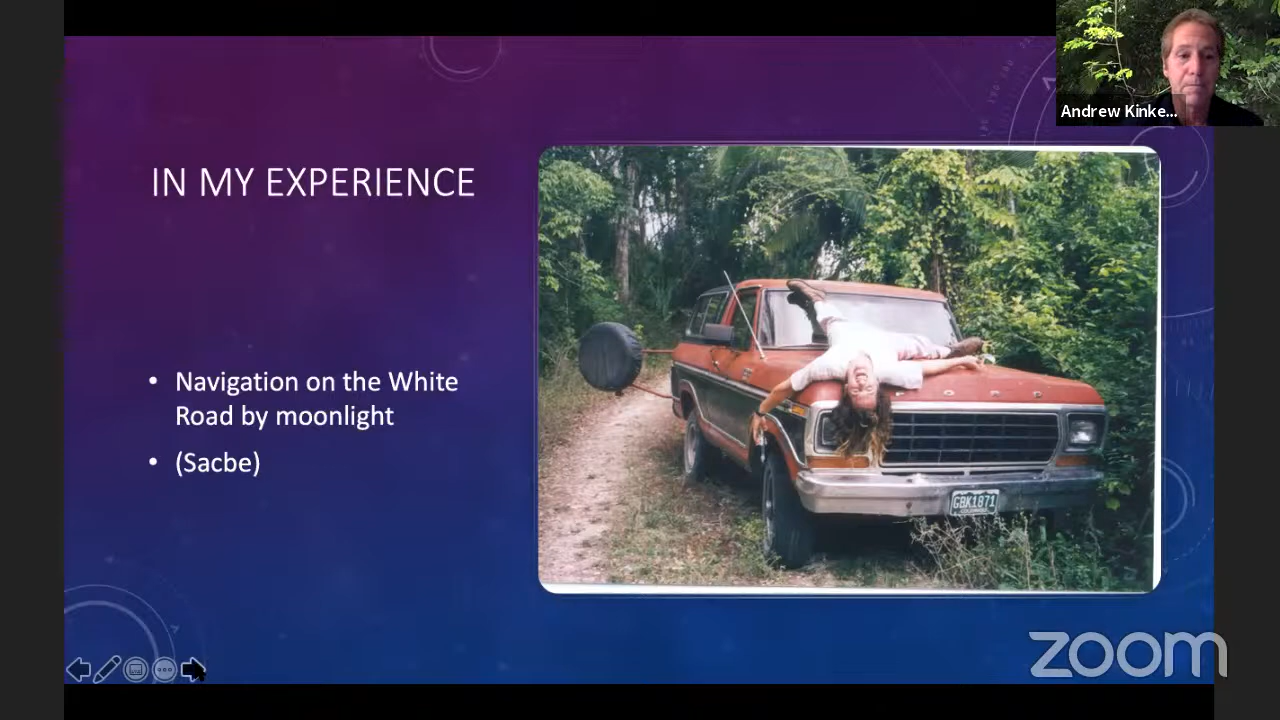 Andrew Kinke...
IN MY EXPERIENCE
• Navigation on the White
Road by moonlight
• (Sacbe)
GBK1871
zoom